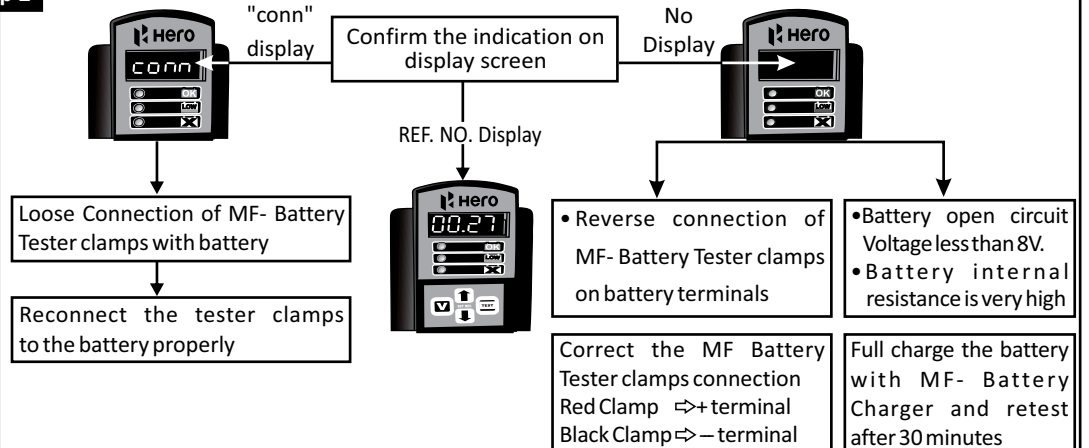 "conn"
display
Confirm the indication on
display screen
No
Display
Hero
conn
OK
LOW
Hero
OK
LOW
REF. NO. Display
Hero
00.27
OK
LOW
V
TEST
Loose Connection of MF- Battery
Tester clamps with battery
Reconnect the tester clamps
to the battery properly
• Reverse connection of
MF- Battery Tester clamps
on battery terminals
•Battery open circuit
Voltage less than 8V.
•Battery internal
resistance is very high
Correct the MF Battery
Tester clamps connection
Red Clamp ⇨+ terminal
Black Clamp⇨– terminal
Full charge the battery
with MF- Battery
Charger and retest
after 30 minutes